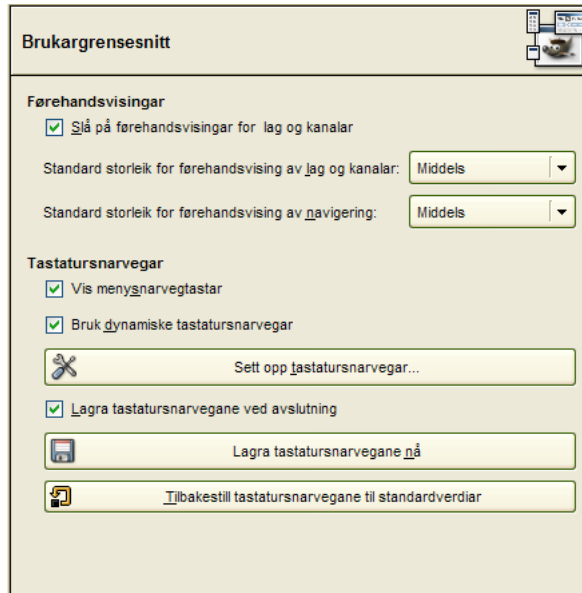 Brukargrensesnitt
Førehandsvisingar
Slå på førehandsvisingar for lag og kanalar
Standard storleik for førehandsvising av lag og kanalar: Middels
Standard storleik for førehandsvising av navigering: Middels
Tastatursnarvegar
Vis menysnarvegtastar
Bruk dynamiske tastatursnarvegar
Sett opp tastatursnarvegar...
Lagra tastatursnarvegane ved avslutning
Lagra tastatursnarvegane nå
Tilbakestill tastatursnarvegane til standardverdiar